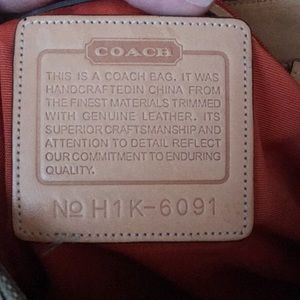 COACH
THIS IS A COACH BAG. IT WAS
HANDCRAFTEDIN CHINA FROM
THE FINEST MATERIALS TRIMMED
WITH GENUINE LEATHER. ITS
SUPERIOR CRAFTSMANSHIP AND
ATTENTION TO DETAIL REFLECT
OUR COMMITMENT TO ENDURING
QUALITY.
No H1K-6091